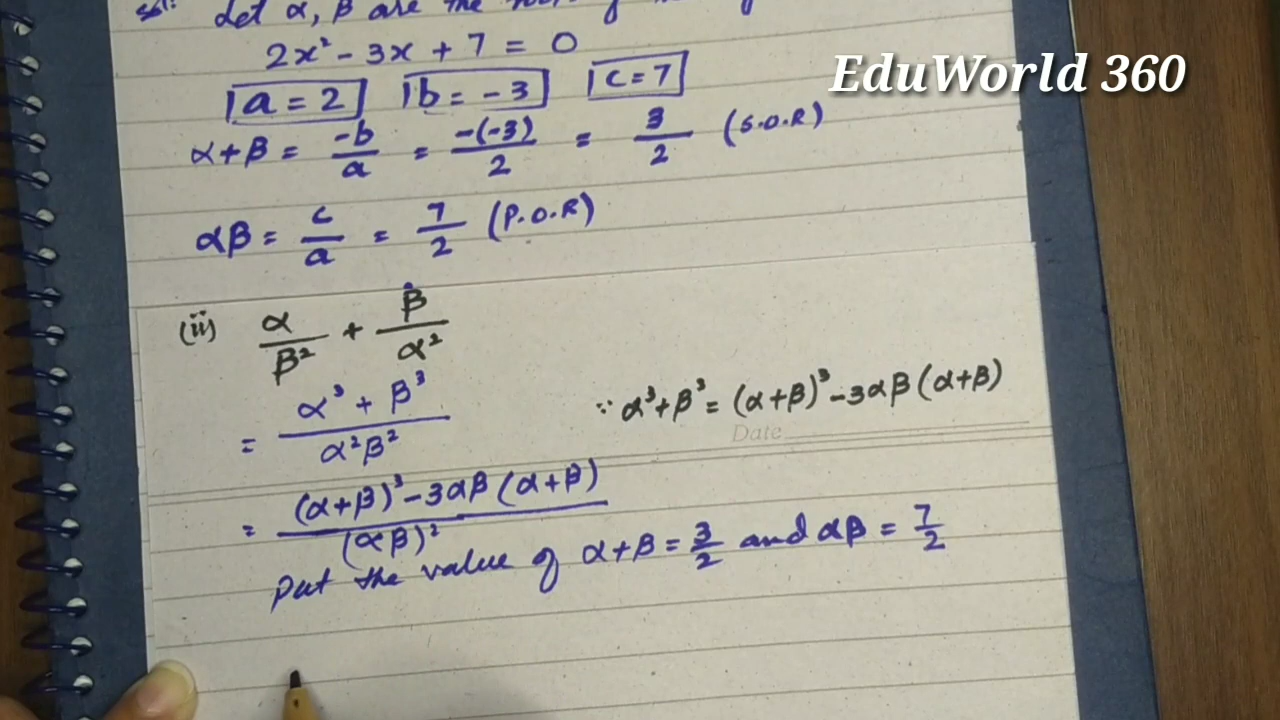 Sol: Let α, β are the
2x² - 3x + 7 = 0
EduWorld 360
a = 2 b = -3 c = 7
α+β = -b/a = -(-3)/2 = 3/2 (S.O.R)
αβ = c/a = 7/2 (P.O.R)
(ii) α/β² + β/α²
= α³ + β³/α²β² ∵ α³+β³ = (α+β)³ - 3αβ (α+β)
Date
= (α+β)³ - 3αβ (α+β)/(αβ)²
Put the value of α+β = 3/2 and αβ = 7/2